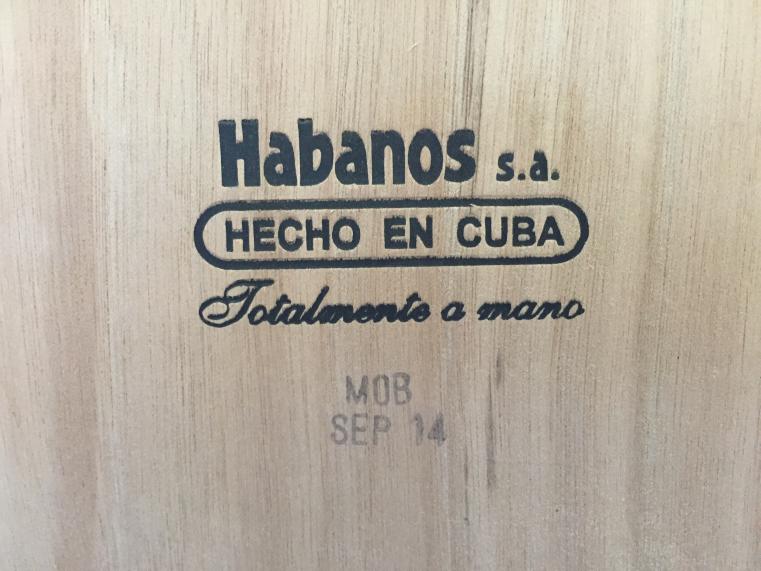 Habanos s.a.
HECHO EN CUBA
Totalmente a mano
MOB
SEP 14